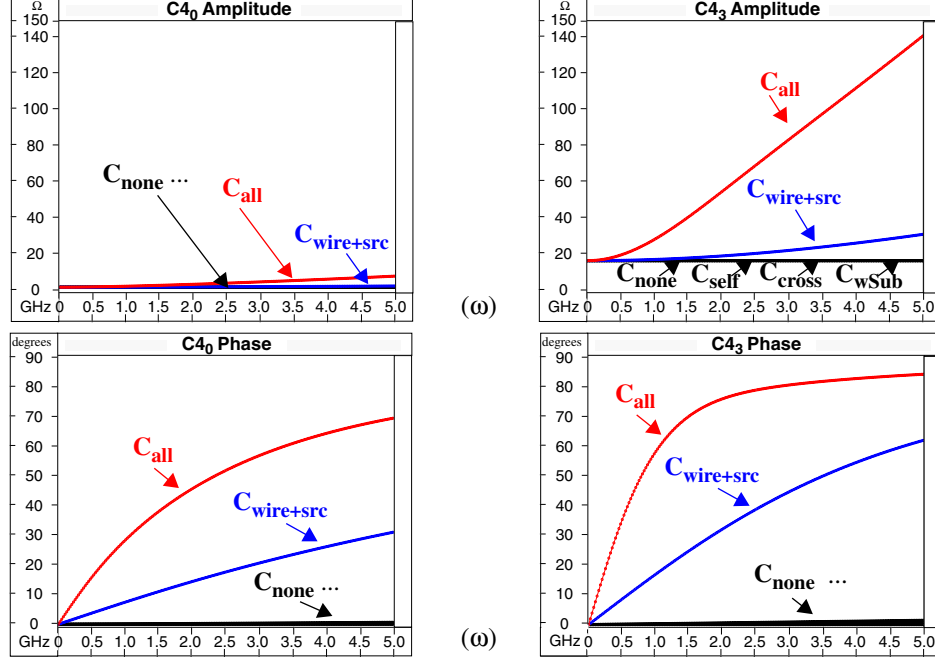 Ω C4₀ Amplitude
150
140
120
100
80
60
40
20
0
C_none ...
C_all
C_wire+src
GHz 0.0 0.5 1.0 1.5 2.0 2.5 3.0 3.5 4.0 4.5 5.0
(ω)
Ω C4₃ Amplitude
150
140
120
100
80
60
40
20
0
C_all
C_wire+src
C_none C_self C_cross C_wSub
GHz 0.0 0.5 1.0 1.5 2.0 2.5 3.0 3.5 4.0 4.5 5.0
degrees C4₀ Phase
90
80
70
60
50
40
30
20
10
0
C_all
C_wire+src
C_none ...
GHz 0.0 0.5 1.0 1.5 2.0 2.5 3.0 3.5 4.0 4.5 5.0
(ω)
degrees C4₃ Phase
90
80
70
60
50
40
30
20
10
0
C_all
C_wire+src
C_none ...
GHz 0.0 0.5 1.0 1.5 2.0 2.5 3.0 3.5 4.0 4.5 5.0